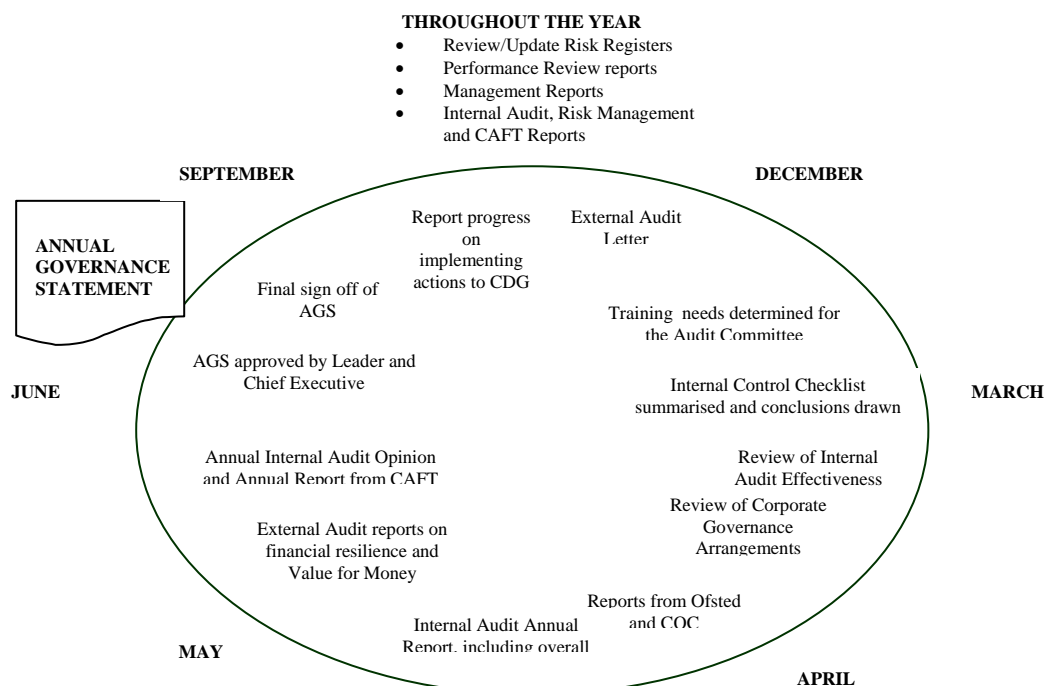 THROUGHOUT THE YEAR
• Review/Update Risk Registers
• Performance Review reports
• Management Reports
• Internal Audit, Risk Management
and CAFT Reports
SEPTEMBER
DECEMBER
ANNUAL
GOVERNANCE
STATEMENT
Report progress
on
implementing
actions to CDG
External Audit
Letter
Final sign off of
AGS
Training needs determined for
the Audit Committee
AGS approved by Leader and
Chief Executive
JUNE
Internal Control Checklist
summarised and conclusions drawn
MARCH
Annual Internal Audit Opinion
and Annual Report from CAFT
Review of Internal
Audit Effectiveness
Review of Corporate
Governance
Arrangements
External Audit reports on
financial resilience and
Value for Money
Reports from Ofsted
and COC
Internal Audit Annual
Report, including overall
MAY
APRIL